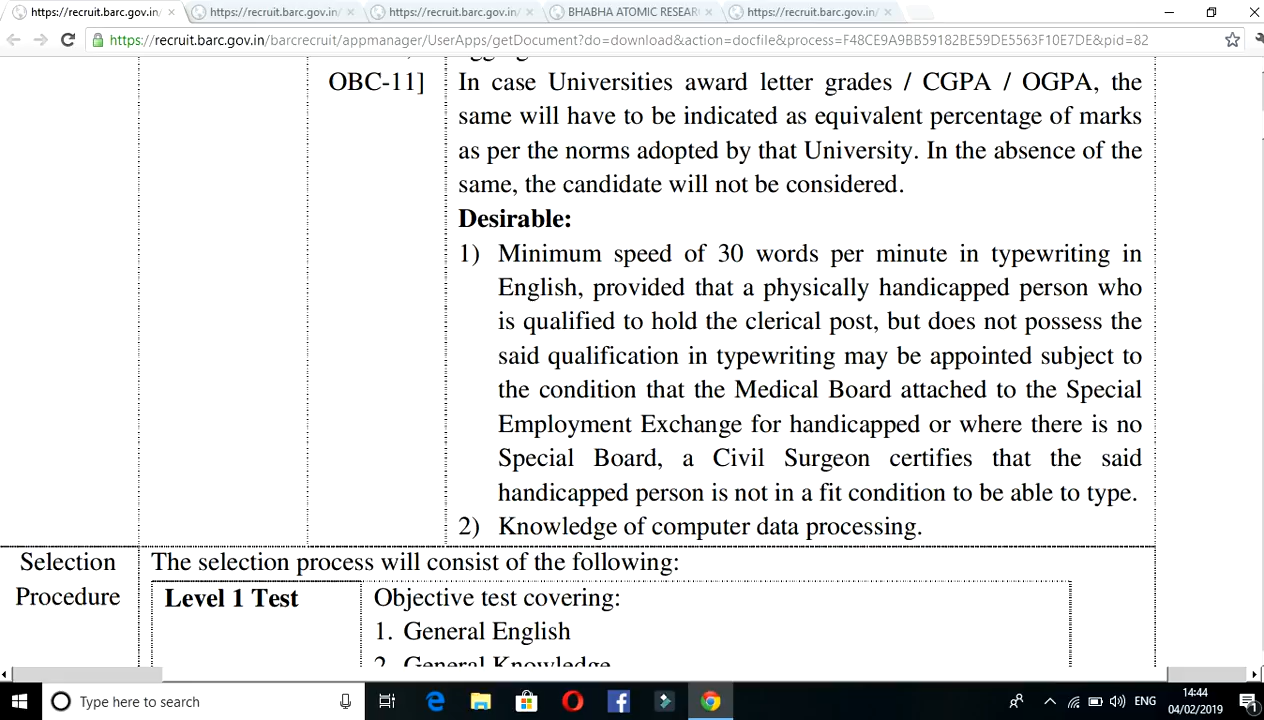 https://recruit.barc.gov.in/
https://recruit.barc.gov.in/
https://recruit.barc.gov.in/
BHABHA ATOMIC RESEAR
https://recruit.barc.gov.in/
https://recruit.barc.gov.in/barcrecruit/appmanager/UserApps/getDocument?do=download&action=docfile&process=F48CE9A9BB59182BE59DE5563F10E7DE&pid=82
OBC-11]
In case Universities award letter grades / CGPA / OGPA, the
same will have to be indicated as equivalent percentage of marks
as per the norms adopted by that University. In the absence of the
same, the candidate will not be considered.
Desirable:
1) Minimum speed of 30 words per minute in typewriting in
English, provided that a physically handicapped person who
is qualified to hold the clerical post, but does not possess the
said qualification in typewriting may be appointed subject to
the condition that the Medical Board attached to the Special
Employment Exchange for handicapped or where there is no
Special Board, a Civil Surgeon certifies that the said
handicapped person is not in a fit condition to be able to type.
2) Knowledge of computer data processing.
Selection
Procedure
The selection process will consist of the following:
Level 1 Test
Objective test covering:
1. General English
2. General Knowledge
Type here to search
ENG
14:44
04/02/2019
1